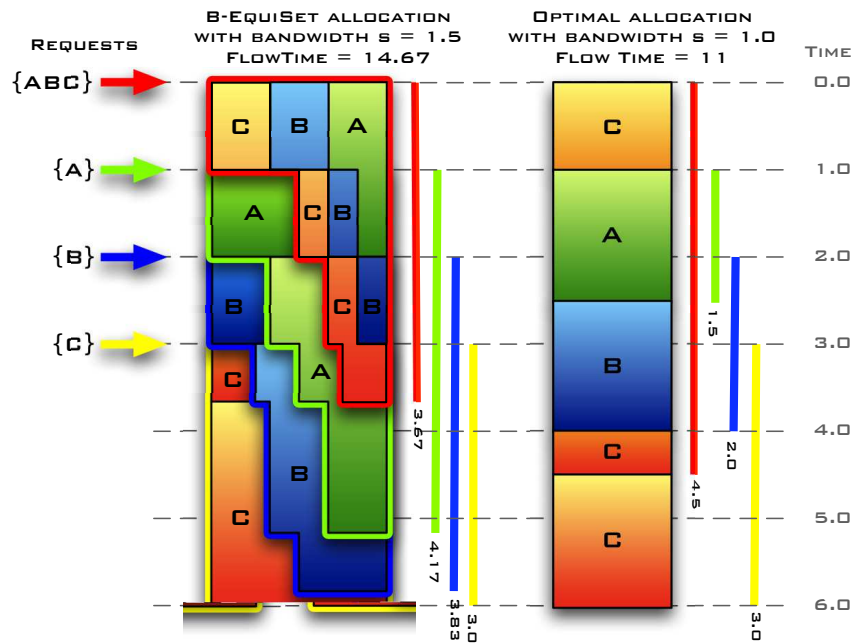 B-EquiSet allocation
with bandwidth s = 1.5
FlowTime = 14.67
Optimal allocation
with bandwidth s = 1.0
Flow Time = 11
Requests
Time
{ABC}
0.0
C
B
A
C
{A}
1.0
A
C
B
A
{B}
2.0
B
C
B
1.5
{C}
3.0
C
A
B
3.67
4.0
C
2.0
B
4.5
C
5.0
C
4.17
3.83
3.0
3.0
6.0